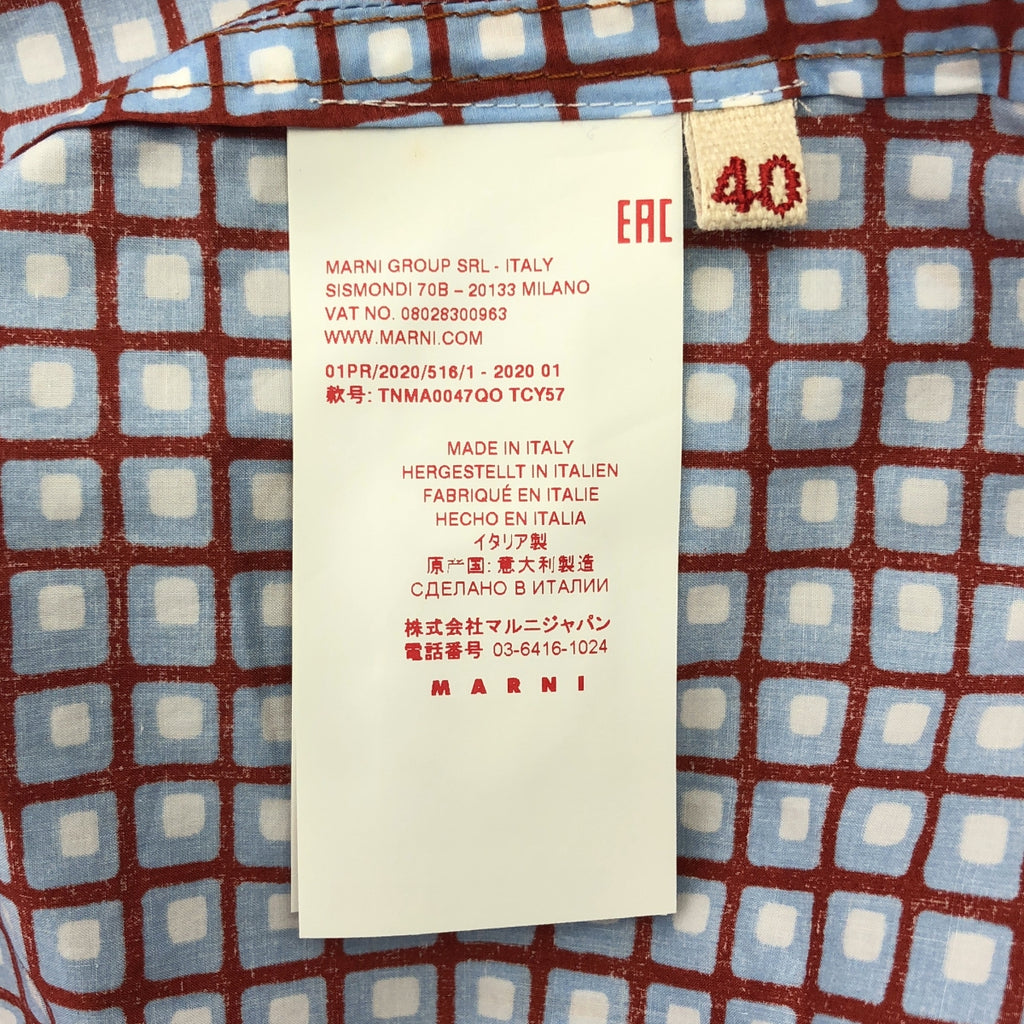 40
EAC
MARNI GROUP SRL - ITALY
SISMONDI 70B – 20133 MILANO
VAT NO. 08028300963
WWW.MARNI.COM
01PR/2020/516/1 - 2020 01
款号: TNMA0047QO TCY57
MADE IN ITALY
HERGESTELLT IN ITALIEN
FABRIQUÉ EN ITALIE
HECHO EN ITALIA
イタリア製
原产国: 意大利製造
СДЕЛАНО В ИТАЛИИ
株式会社マルニジャパン
電話番号 03-6416-1024
MARNI